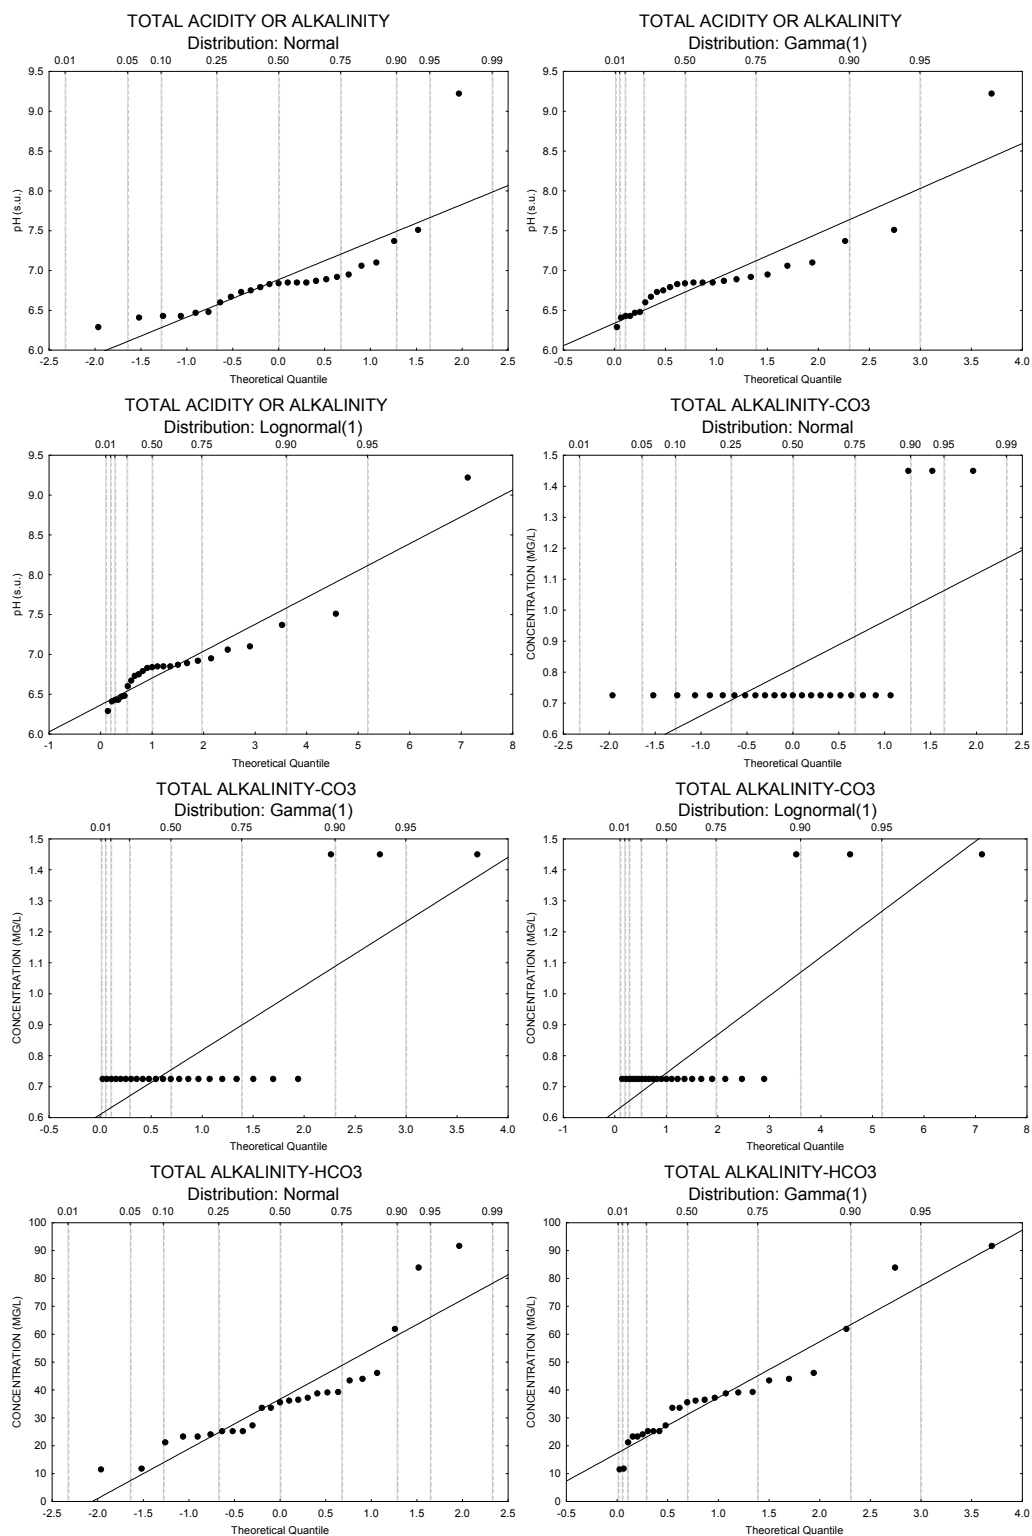 TOTAL ACIDITY OR ALKALINITY
Distribution: Normal
0.01 0.05 0.10 0.25 0.50 0.75 0.90 0.95 0.99
9.5
9.0
8.5
8.0
7.5
7.0
6.5
6.0
pH (s.u.)
-2.5 -2.0 -1.5 -1.0 -0.5 0.0 0.5 1.0 1.5 2.0 2.5
Theoretical Quantile
TOTAL ACIDITY OR ALKALINITY
Distribution: Gamma(1)
0.01 0.50 0.75 0.90 0.95
9.5
9.0
8.5
8.0
7.5
7.0
6.5
6.0
pH (s.u.)
-0.5 0.0 0.5 1.0 1.5 2.0 2.5 3.0 3.5 4.0
Theoretical Quantile
TOTAL ACIDITY OR ALKALINITY
Distribution: Lognormal(1)
0.01 0.50 0.75 0.90 0.95
9.5
9.0
8.5
8.0
7.5
7.0
6.5
6.0
pH (s.u.)
-1 0 1 2 3 4 5 6 7 8
Theoretical Quantile
TOTAL ALKALINITY-CO3
Distribution: Normal
0.01 0.05 0.10 0.25 0.50 0.75 0.90 0.95 0.99
1.5
1.4
1.3
1.2
1.1
1.0
0.9
0.8
0.7
0.6
CONCENTRATION (MG/L)
-2.5 -2.0 -1.5 -1.0 -0.5 0.0 0.5 1.0 1.5 2.0 2.5
Theoretical Quantile
TOTAL ALKALINITY-CO3
Distribution: Gamma(1)
0.01 0.50 0.75 0.90 0.95
1.5
1.4
1.3
1.2
1.1
1.0
0.9
0.8
0.7
0.6
CONCENTRATION (MG/L)
-0.5 0.0 0.5 1.0 1.5 2.0 2.5 3.0 3.5 4.0
Theoretical Quantile
TOTAL ALKALINITY-CO3
Distribution: Lognormal(1)
0.01 0.50 0.75 0.90 0.95
1.5
1.4
1.3
1.2
1.1
1.0
0.9
0.8
0.7
0.6
CONCENTRATION (MG/L)
-1 0 1 2 3 4 5 6 7 8
Theoretical Quantile
TOTAL ALKALINITY-HCO3
Distribution: Normal
0.01 0.05 0.10 0.25 0.50 0.75 0.90 0.95 0.99
100
90
80
70
60
50
40
30
20
10
0
CONCENTRATION (MG/L)
-2.5 -2.0 -1.5 -1.0 -0.5 0.0 0.5 1.0 1.5 2.0 2.5
Theoretical Quantile
TOTAL ALKALINITY-HCO3
Distribution: Gamma(1)
0.01 0.50 0.75 0.90 0.95
100
90
80
70
60
50
40
30
20
10
0
CONCENTRATION (MG/L)
-0.5 0.0 0.5 1.0 1.5 2.0 2.5 3.0 3.5 4.0
Theoretical Quantile